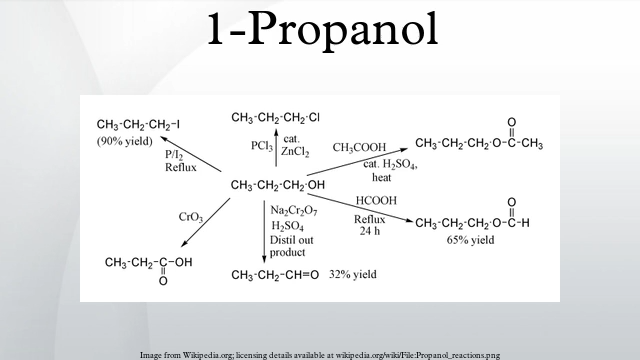 1-Propanol
CH₃-CH₂-CH₂-I
(90% yield)
P/I₂
Reflux
CH₃-CH₂-CH₂-Cl
PCl₃
cat.
ZnCl₂
CH₃COOH
cat. H₂SO₄,
heat
O
CH₃-CH₂-CH₂-O-C-CH₃
CH₃-CH₂-CH₂-OH
HCOOH
Reflux
24 h
O
CH₃-CH₂-CH₂-O-C-H
65% yield
CrO₃
CH₃-CH₂-C-OH
O
Na₂Cr₂O₇
H₂SO₄
Distil out
product
CH₃-CH₂-CH=O 32% yield
Image from Wikipedia.org; licensing details available at wikipedia.org/wiki/File:Propanol_reactions.png